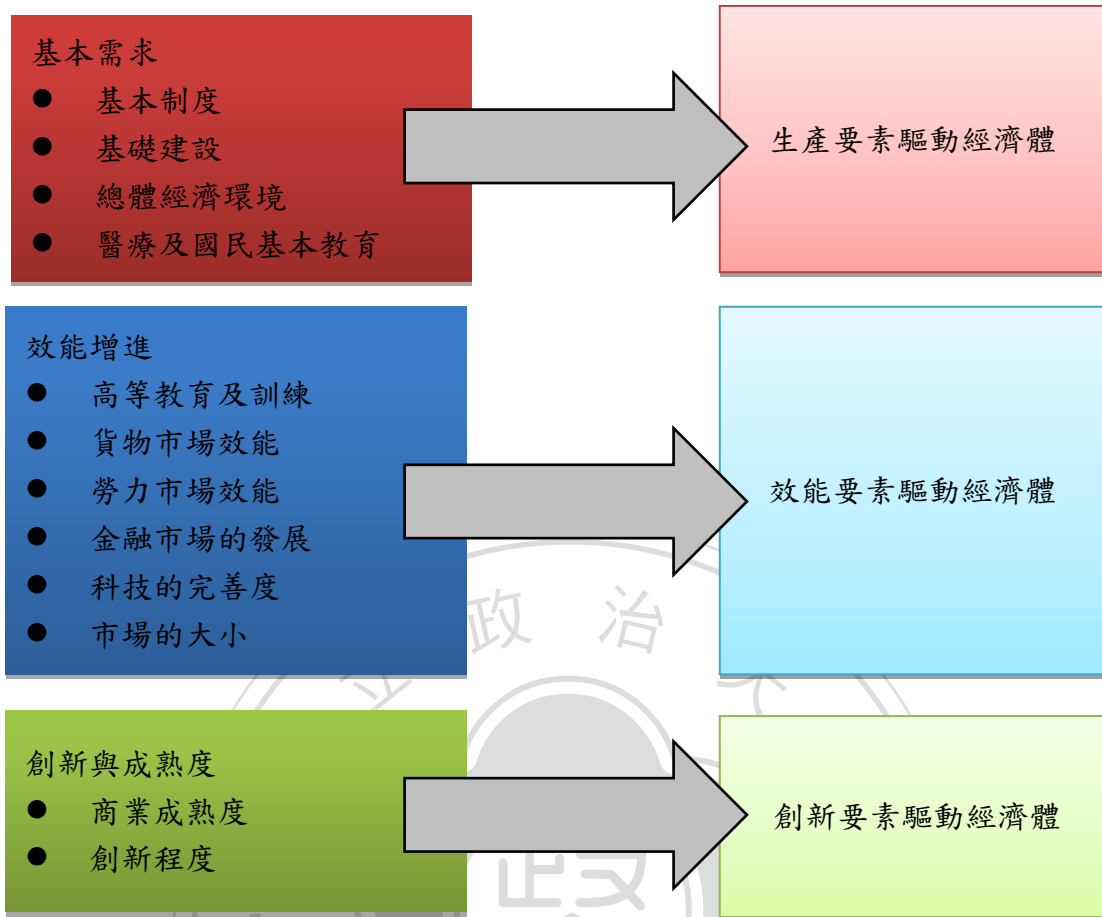 基本需求
● 基本制度
● 基礎建設
● 總體經濟環境
● 醫療及國民基本教育
生產要素驅動經濟體
效能增進
● 高等教育及訓練
● 貨物市場效能
● 勞力市場效能
● 金融市場的發展
● 科技的完善度
● 市場的大小
效能要素驅動經濟體
立政治
創新與成熟度
● 商業成熟度
● 創新程度
創新要素驅動經濟體